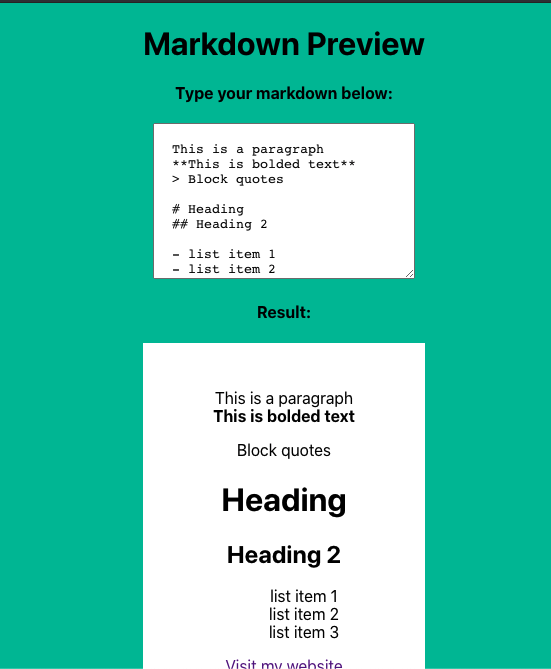 Markdown Preview
Type your markdown below:
This is a paragraph
**This is bolded text**
> Block quotes
# Heading
## Heading 2
- list item 1
- list item 2
Result:
This is a paragraph
This is bolded text
Block quotes
Heading
Heading 2
list item 1
list item 2
list item 3
Visit my website